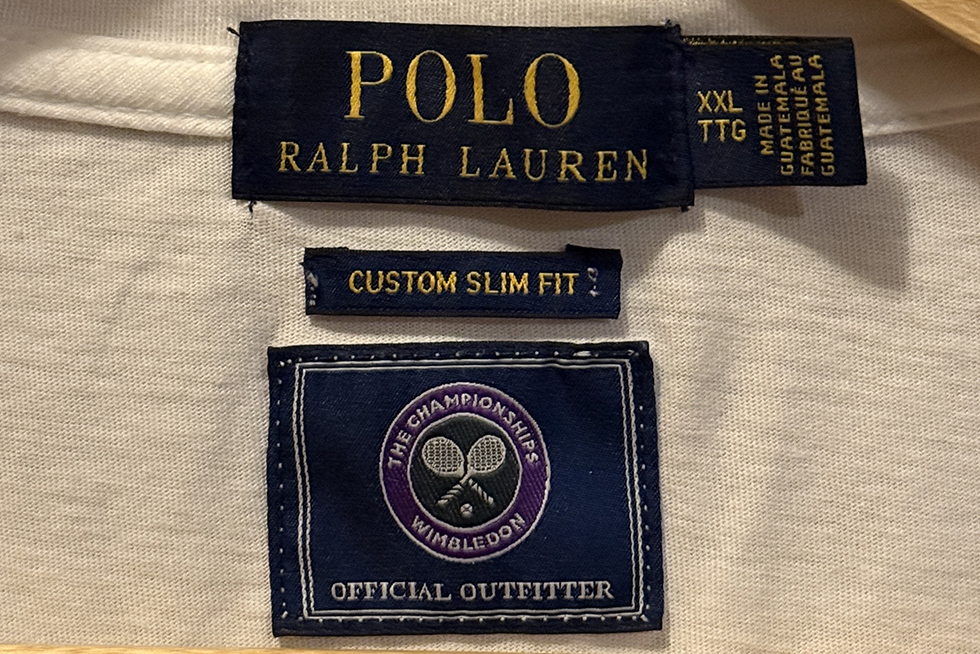 POLO
RALPH LAUREN
XXL
TTG
MADE IN
GUATEMALA
FABRIQUÉ AU
GUATEMALA
CUSTOM SLIM FIT
THE CHAMPIONSHIPS
WIMBLEDON
OFFICIAL OUTFITTER